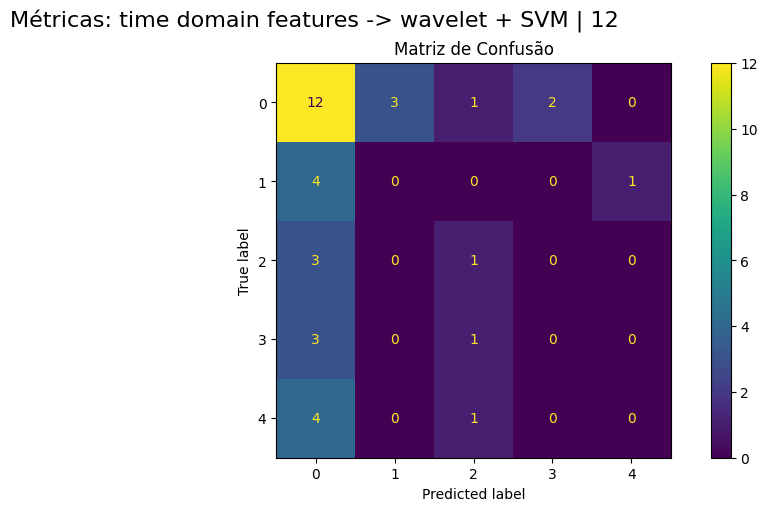 Métricas: time domain features -> wavelet + SVM | 12
Matriz de Confusão
True label
0 12 3 1 2 0
1 4 0 0 0 1
2 3 0 1 0 0
3 3 0 1 0 0
4 4 0 1 0 0
0 1 2 3 4
Predicted label
12
10
8
6
4
2
0